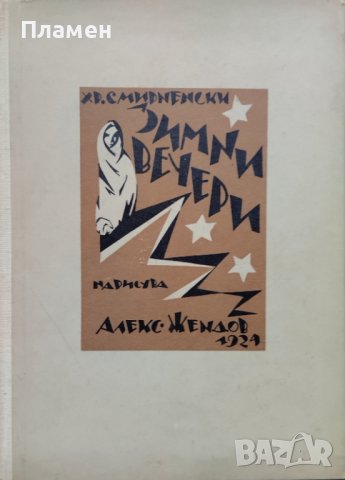 Пламен
ХР. СМИРНЕНСКИ
ЗИМНИ
ВЕЧЕРИ
НАРИСУВА
АЛЕКС. ЖЕНДОВ
1924
BAZAR